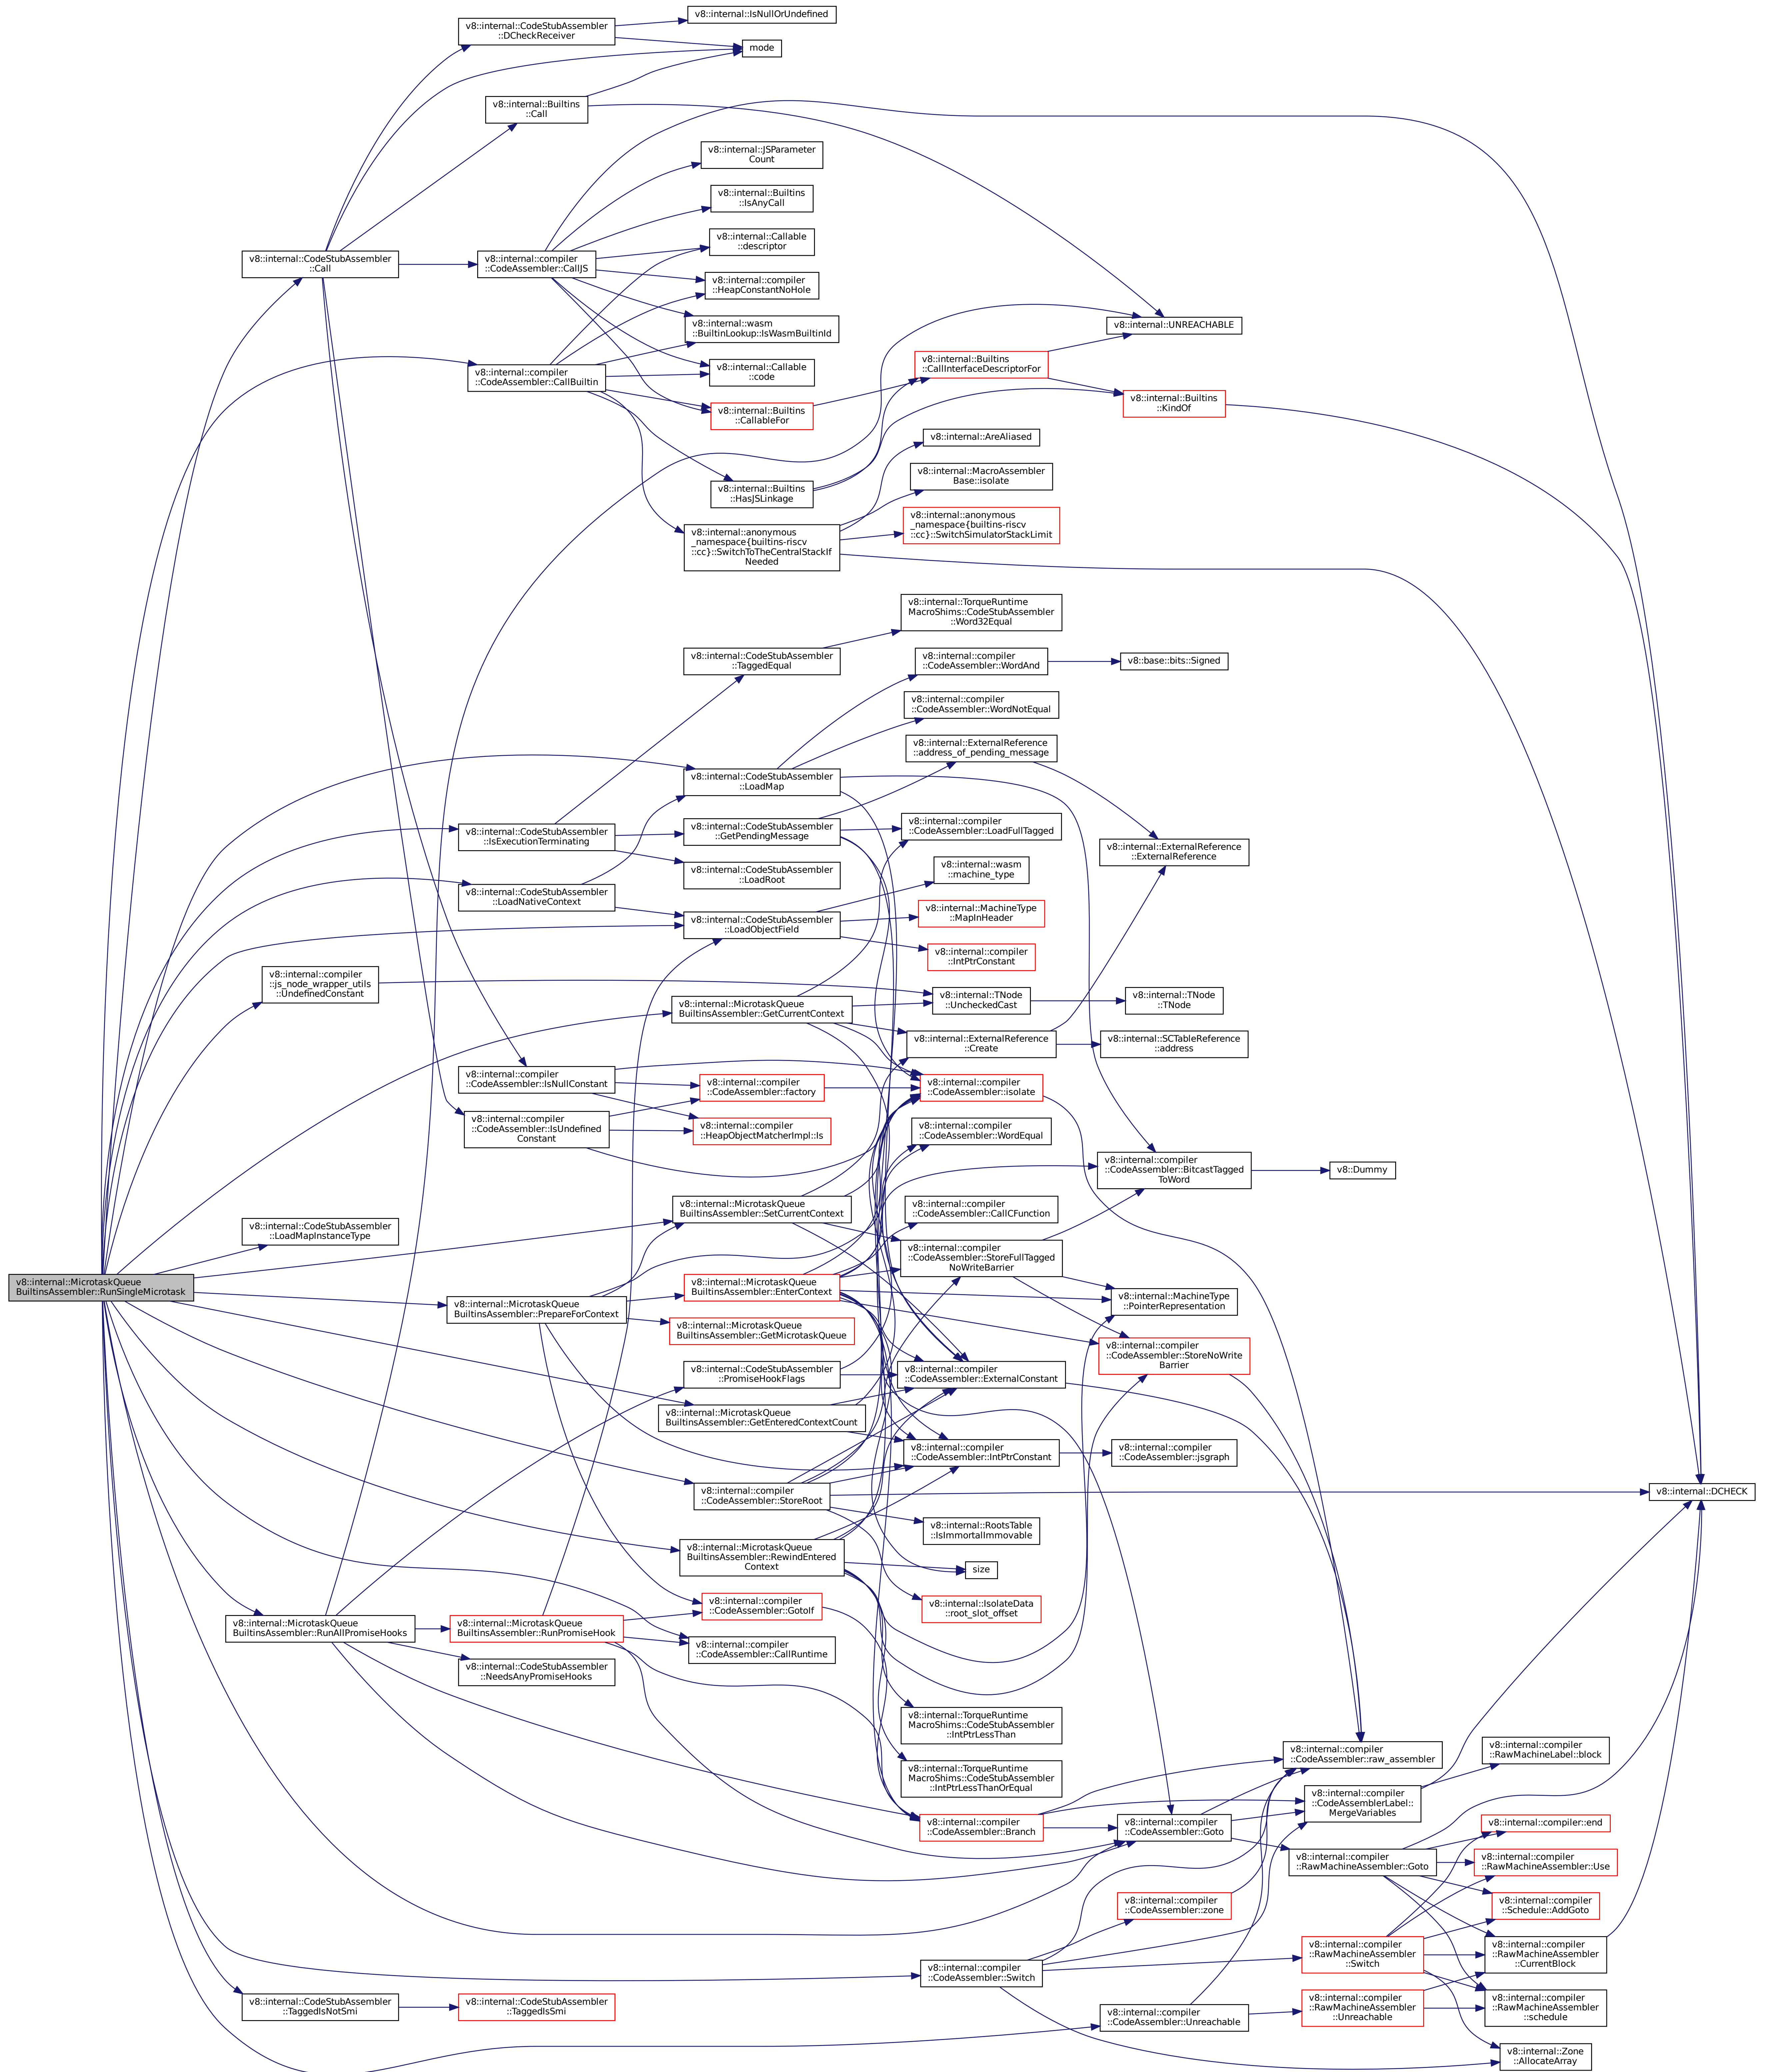 v8::internal::IsNullOrUndefined
v8::internal::CodeStubAssembler
::DCheckReceiver
mode
v8::internal::Builtins
::Call
v8::internal::JSParameter
Count
v8::internal::Builtins
::IsAnyCall
v8::internal::Callable
::descriptor
v8::internal::CodeStubAssembler
::Call
v8::internal::compiler
::CodeAssembler::CallJS
v8::internal::compiler
::HeapConstantNoHole
v8::internal::wasm
::BuiltinLookup::IsWasmBuiltinId
v8::internal::UNREACHABLE
v8::internal::Builtins
::CallInterfaceDescriptorFor
v8::internal::compiler
::CodeAssembler::CallBuiltin
v8::internal::Callable
::code
v8::internal::Builtins
::CallableFor
v8::internal::Builtins
::KindOf
v8::internal::AreAliased
v8::internal::MacroAssembler
Base::isolate
v8::internal::Builtins
::HasJSLinkage
v8::internal::anonymous
_namespace{builtins-riscv
::cc}::SwitchSimulatorStackLimit
v8::internal::anonymous
_namespace{builtins-riscv
::cc}::SwitchToTheCentralStackIf
Needed
v8::internal::TorqueRuntime
MacroShims::CodeStubAssembler
::Word32Equal
v8::internal::CodeStubAssembler
::TaggedEqual
v8::internal::compiler
::CodeAssembler::WordAnd
v8::base::bits::Signed
v8::internal::compiler
::CodeAssembler::WordNotEqual
v8::internal::ExternalReference
::address_of_pending_message
v8::internal::CodeStubAssembler
::LoadMap
v8::internal::CodeStubAssembler
::IsExecutionTerminating
v8::internal::CodeStubAssembler
::GetPendingMessage
v8::internal::compiler
::CodeAssembler::LoadFullTagged
v8::internal::ExternalReference
::ExternalReference
v8::internal::CodeStubAssembler
::LoadRoot
v8::internal::wasm
::machine_type
v8::internal::CodeStubAssembler
::LoadNativeContext
v8::internal::CodeStubAssembler
::LoadObjectField
v8::internal::MachineType
::MapInHeader
v8::internal::compiler
::IntPtrConstant
v8::internal::compiler
::js_node_wrapper_utils
::UndefinedConstant
v8::internal::TNode
::UncheckedCast
v8::internal::TNode
::TNode
v8::internal::MicrotaskQueue
BuiltinsAssembler::GetCurrentContext
v8::internal::ExternalReference
::Create
v8::internal::SCTableReference
::address
v8::internal::compiler
::CodeAssembler::IsNullConstant
v8::internal::compiler
::CodeAssembler::factory
v8::internal::compiler
::CodeAssembler::isolate
v8::internal::compiler
::CodeAssembler::IsUndefined
Constant
v8::internal::compiler
::HeapObjectMatcherImpl::Is
v8::internal::compiler
::CodeAssembler::WordEqual
v8::internal::compiler
::CodeAssembler::BitcastTagged
ToWord
v8::Dummy
v8::internal::MicrotaskQueue
BuiltinsAssembler::SetCurrentContext
v8::internal::compiler
::CodeAssembler::CallCFunction
v8::internal::CodeStubAssembler
::LoadMapInstanceType
v8::internal::compiler
::CodeAssembler::StoreFullTagged
NoWriteBarrier
v8::internal::MicrotaskQueue
BuiltinsAssembler::RunSingleMicrotask
v8::internal::MicrotaskQueue
BuiltinsAssembler::EnterContext
v8::internal::MachineType
::PointerRepresentation
v8::internal::MicrotaskQueue
BuiltinsAssembler::PrepareForContext
v8::internal::MicrotaskQueue
BuiltinsAssembler::GetMicrotaskQueue
v8::internal::compiler
::CodeAssembler::StoreNoWrite
Barrier
v8::internal::CodeStubAssembler
::PromiseHookFlags
v8::internal::compiler
::CodeAssembler::ExternalConstant
v8::internal::MicrotaskQueue
BuiltinsAssembler::GetEnteredContextCount
v8::internal::compiler
::CodeAssembler::IntPtrConstant
v8::internal::compiler
::CodeAssembler::jsgraph
v8::internal::compiler
::CodeAssembler::StoreRoot
v8::internal::DCHECK
v8::internal::RootsTable
::IsImmortalImmovable
v8::internal::MicrotaskQueue
BuiltinsAssembler::RewindEntered
Context
size
v8::internal::compiler
::CodeAssembler::GotoIf
v8::internal::IsolateData
::root_slot_offset
v8::internal::MicrotaskQueue
BuiltinsAssembler::RunAllPromiseHooks
v8::internal::MicrotaskQueue
BuiltinsAssembler::RunPromiseHook
v8::internal::compiler
::CodeAssembler::CallRuntime
v8::internal::CodeStubAssembler
::NeedsAnyPromiseHooks
v8::internal::TorqueRuntime
MacroShims::CodeStubAssembler
::IntPtrLessThan
v8::internal::compiler
::CodeAssembler::raw_assembler
v8::internal::compiler
::RawMachineLabel::block
v8::internal::TorqueRuntime
MacroShims::CodeStubAssembler
::IntPtrLessThanOrEqual
v8::internal::compiler
::CodeAssemblerLabel::
MergeVariables
v8::internal::compiler
::CodeAssembler::Branch
v8::internal::compiler
::CodeAssembler::Goto
v8::internal::compiler::end
v8::internal::compiler
::RawMachineAssembler::Goto
v8::internal::compiler
::RawMachineAssembler::Use
v8::internal::compiler
::CodeAssembler::zone
v8::internal::compiler
::Schedule::AddGoto
v8::internal::compiler
::RawMachineAssembler
::Switch
v8::internal::compiler
::RawMachineAssembler
::CurrentBlock
v8::internal::compiler
::CodeAssembler::Switch
v8::internal::CodeStubAssembler
::TaggedIsNotSmi
v8::internal::CodeStubAssembler
::TaggedIsSmi
v8::internal::compiler
::CodeAssembler::Unreachable
v8::internal::compiler
::RawMachineAssembler
::Unreachable
v8::internal::compiler
::RawMachineAssembler
::schedule
v8::internal::Zone
::AllocateArray